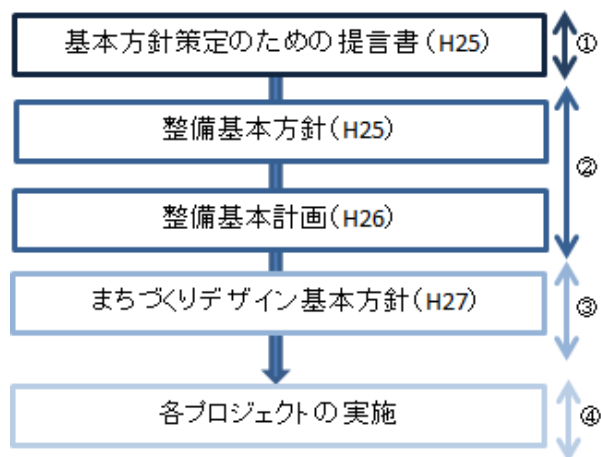 基本方針策定のための提言書(H25)
①
整備基本方針(H25)
②
整備基本計画(H26)
まちづくりデザイン基本方針(H27)
③
各プロジェクトの実施
④